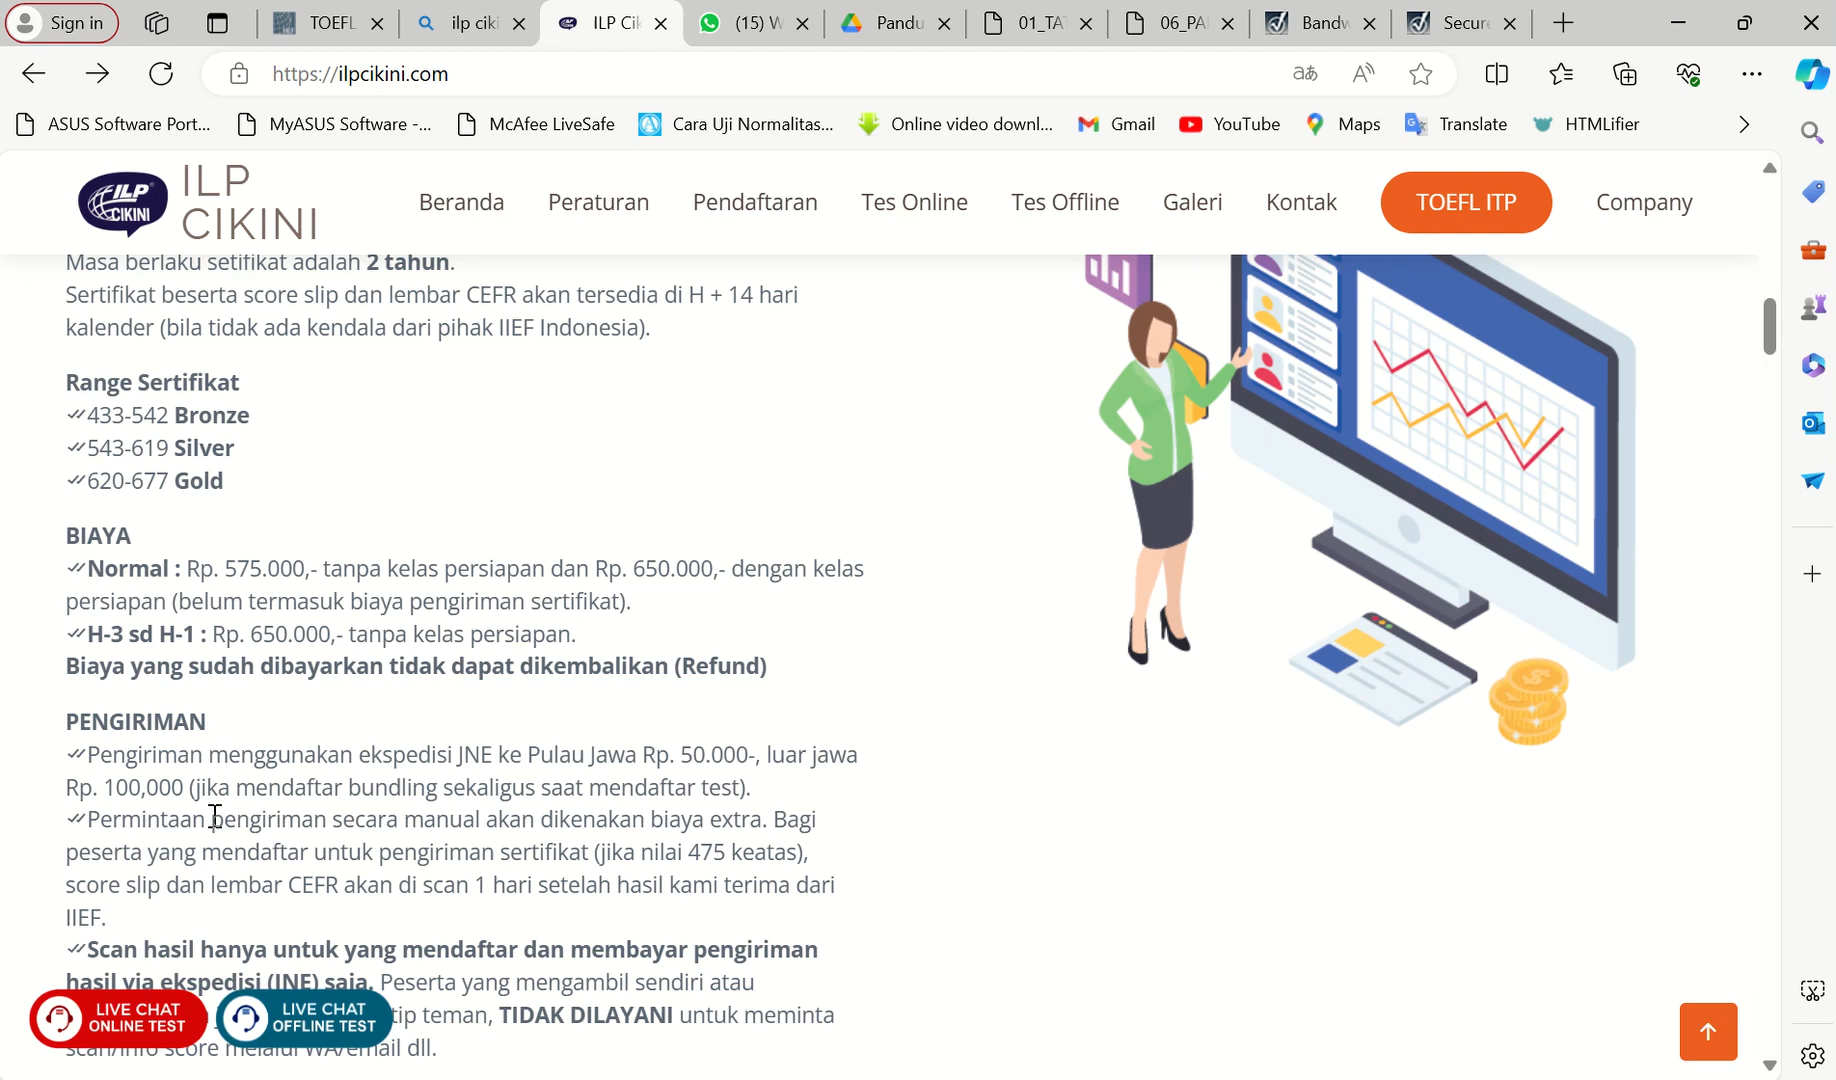 Sign in
TOEFL
ilp ciki
ILP Cik
(15) W
Pandu
01_TA
06_PA
Bandw
Secure
https://ilpcikini.com
ASUS Software Port...
MyASUS Software -...
McAfee LiveSafe
Cara Uji Normalitas...
Online video downl...
Gmail
YouTube
Maps
Translate
HTMLifier
ILP CIKINI
ILP
CIKINI
Beranda
Peraturan
Pendaftaran
Tes Online
Tes Offline
Galeri
Kontak
TOEFL ITP
Company
Masa berlaku setifikat adalah 2 tahun.
Sertifikat beserta score slip dan lembar CEFR akan tersedia di H + 14 hari
kalender (bila tidak ada kendala dari pihak IIEF Indonesia).
Range Sertifikat
433-542 Bronze
543-619 Silver
620-677 Gold
BIAYA
Normal : Rp. 575.000,- tanpa kelas persiapan dan Rp. 650.000,- dengan kelas
persiapan (belum termasuk biaya pengiriman sertifikat).
H-3 sd H-1 : Rp. 650.000,- tanpa kelas persiapan.
Biaya yang sudah dibayarkan tidak dapat dikembalikan (Refund)
PENGIRIMAN
Pengiriman menggunakan ekspedisi JNE ke Pulau Jawa Rp. 50.000-, luar jawa
Rp. 100,000 (jika mendaftar bundling sekaligus saat mendaftar test).
Permintaan pengiriman secara manual akan dikenakan biaya extra. Bagi
peserta yang mendaftar untuk pengiriman sertifikat (jika nilai 475 keatas),
score slip dan lembar CEFR akan di scan 1 hari setelah hasil kami terima dari
IIEF.
Scan hasil hanya untuk yang mendaftar dan membayar pengiriman
hasil via ekspedisi (JNE) saja. Peserta yang mengambil sendiri atau
tip teman, TIDAK DILAYANI untuk meminta
scan/info score melalui WA/email dll.
LIVE CHAT
ONLINE TEST
LIVE CHAT
OFFLINE TEST